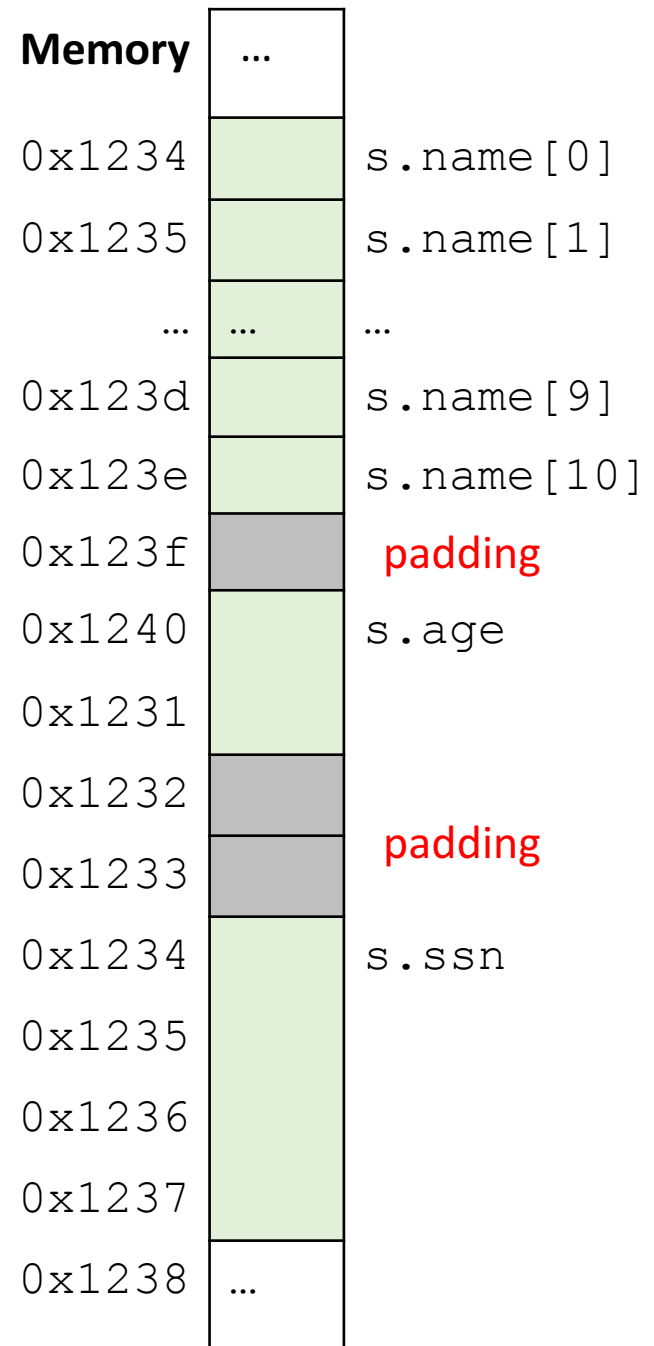 Memory …
0x1234 s.name[0]
0x1235 s.name[1]
… … …
0x123d s.name[9]
0x123e s.name[10]
0x123f padding
0x1240 s.age
0x1231
0x1232
padding
0x1233
0x1234 s.ssn
0x1235
0x1236
0x1237
0x1238 …